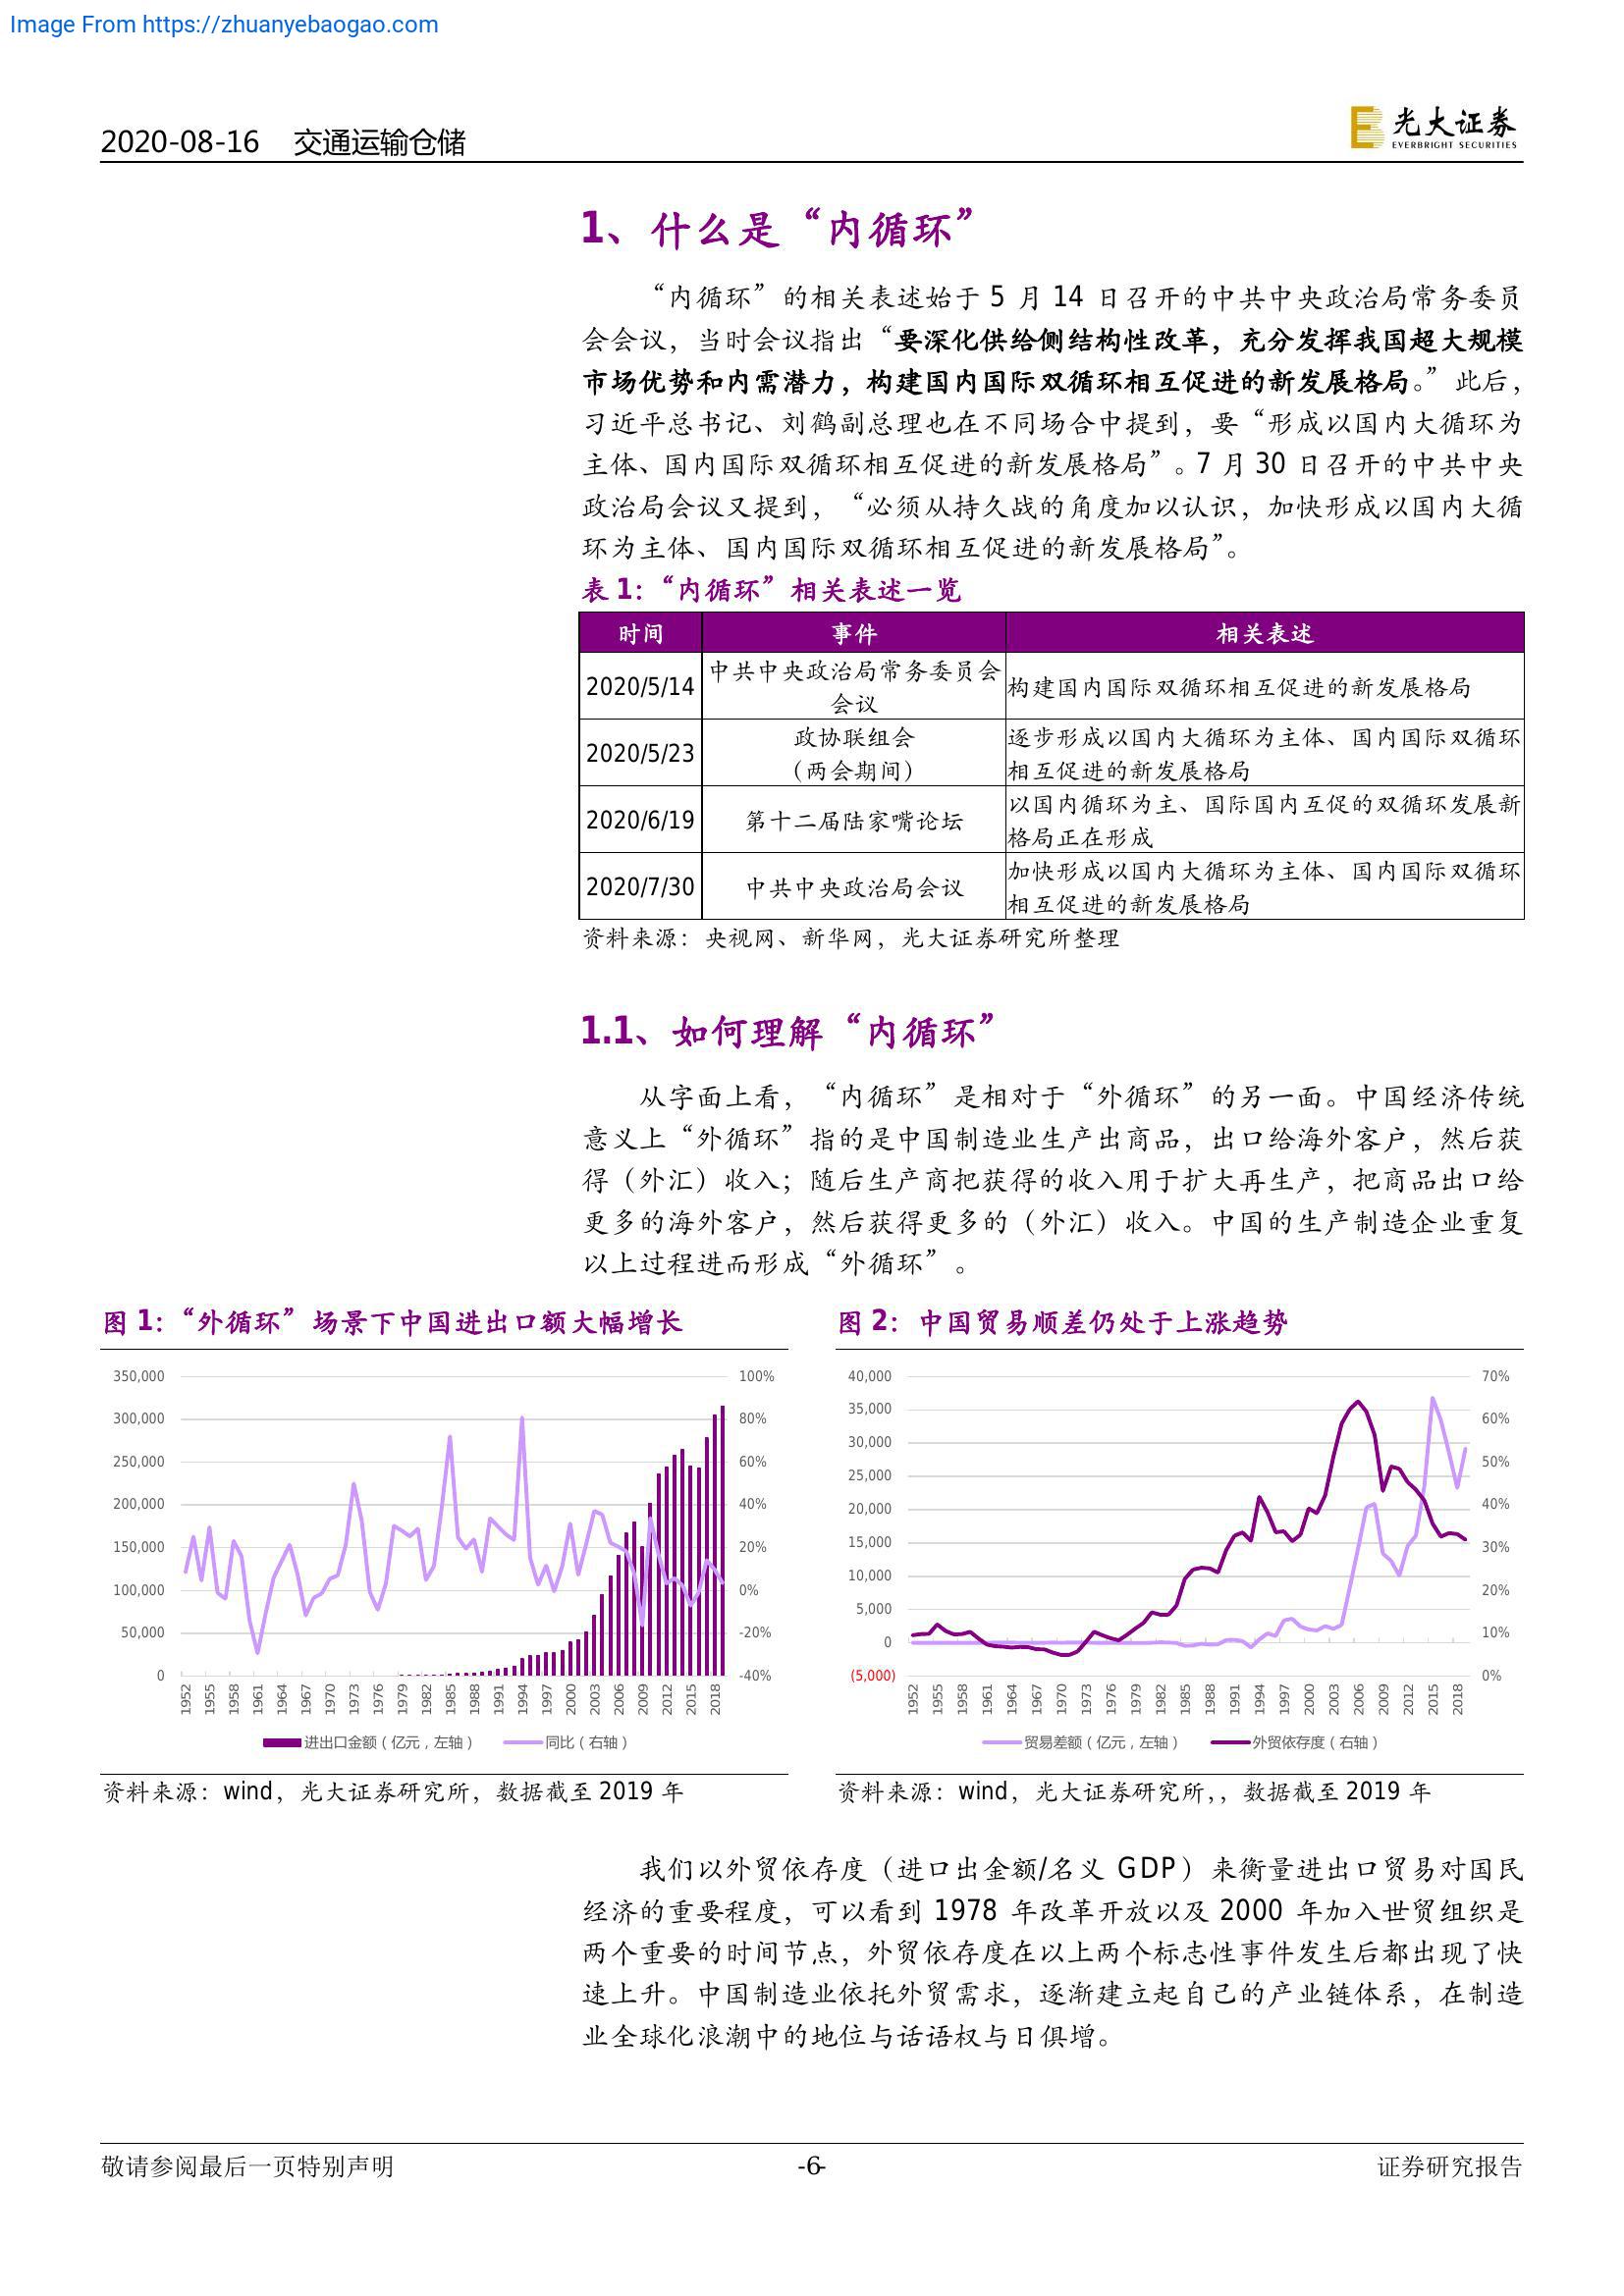 Image From https://zhuanyebaogao.com
2020-08-16 交通运输仓储
光大证券
EVERBRIGHT SECURITIES
1、什么是“内循环”
“内循环”的相关表述始于 5 月 14 日召开的中共中央政治局常务委员
会会议，当时会议指出“要深化供给侧结构性改革，充分发挥我国超大规模
市场优势和内需潜力，构建国内国际双循环相互促进的新发展格局。”此后，
习近平总书记、刘鹤副总理也在不同场合中提到，要“形成以国内大循环为
主体、国内国际双循环相互促进的新发展格局”。7 月 30 日召开的中共中央
政治局会议又提到，“必须从持久战的角度加以认识，加快形成以国内大循
环为主体、国内国际双循环相互促进的新发展格局”。
表 1：“内循环”相关表述一览
时间 事件 相关表述
2020/5/14 中共中央政治局常务委员会
会议
构建国内国际双循环相互促进的新发展格局
2020/5/23 政协联组会
（两会期间）
逐步形成以国内大循环为主体、国内国际双循环
相互促进的新发展格局
2020/6/19 第十二届陆家嘴论坛
以国内循环为主、国际国内互促的双循环发展新
格局正在形成
2020/7/30 中共中央政治局会议
加快形成以国内大循环为主体、国内国际双循环
相互促进的新发展格局
资料来源：央视网、新华网，光大证券研究所整理
1.1、如何理解“内循环”
从字面上看，“内循环”是相对于“外循环”的另一面。中国经济传统
意义上“外循环”指的是中国制造业生产出商品，出口给海外客户，然后获
得（外汇）收入；随后生产商把获得的收入用于扩大再生产，把商品出口给
更多的海外客户，然后获得更多的（外汇）收入。中国的生产制造企业重复
以上过程进而形成“外循环”。
图 1：“外循环”场景下中国进出口额大幅增长
350,000
300,000
250,000
200,000
150,000
100,000
50,000
0
100%
80%
60%
40%
20%
0%
-20%
-40%
1952 1955 1958 1961 1964 1967 1970 1973 1976 1979 1982 1985 1988 1991 1994 1997 2000 2003 2006 2009 2012 2015 2018
进出口金额（亿元，左轴） 同比（右轴）
资料来源：wind，光大证券研究所，数据截至 2019 年
图 2：中国贸易顺差仍处于上涨趋势
40,000
35,000
30,000
25,000
20,000
15,000
10,000
5,000
0
(5,000)
70%
60%
50%
40%
30%
20%
10%
0%
1952 1955 1958 1961 1964 1967 1970 1973 1976 1979 1982 1985 1988 1991 1994 1997 2000 2003 2006 2009 2012 2015 2018
贸易差额（亿元，左轴） 外贸依存度（右轴）
资料来源：wind，光大证券研究所，，数据截至 2019 年
我们以外贸依存度（进口出金额/名义 GDP）来衡量进出口贸易对国民
经济的重要程度，可以看到 1978 年改革开放以及 2000 年加入世贸组织是
两个重要的时间节点，外贸依存度在以上两个标志性事件发生后都出现了快
速上升。中国制造业依托外贸需求，逐渐建立起自己的产业链体系，在制造
业全球化浪潮中的地位与话语权与日俱增。
敬请参阅最后一页特别声明 -6- 证券研究报告